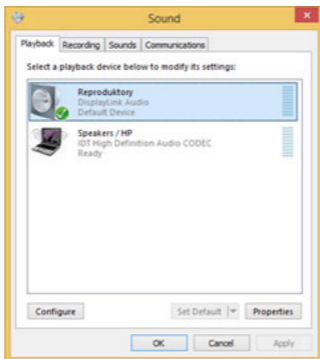 Sound
Playback Recording Sounds Communications
Select a playback device below to modify its settings:
Reproduktory
DisplayLink Audio
Default Device
Speakers / HP
IDT High Definition Audio CODEC
Ready
Configure Set Default Properties
OK Cancel Apply